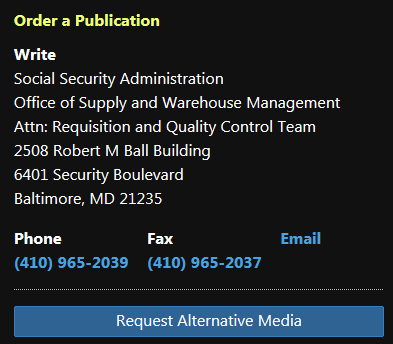 Order a Publication
Write
Social Security Administration
Office of Supply and Warehouse Management
Attn: Requisition and Quality Control Team
2508 Robert M Ball Building
6401 Security Boulevard
Baltimore, MD 21235
Phone Fax Email
(410) 965-2039 (410) 965-2037
Request Alternative Media